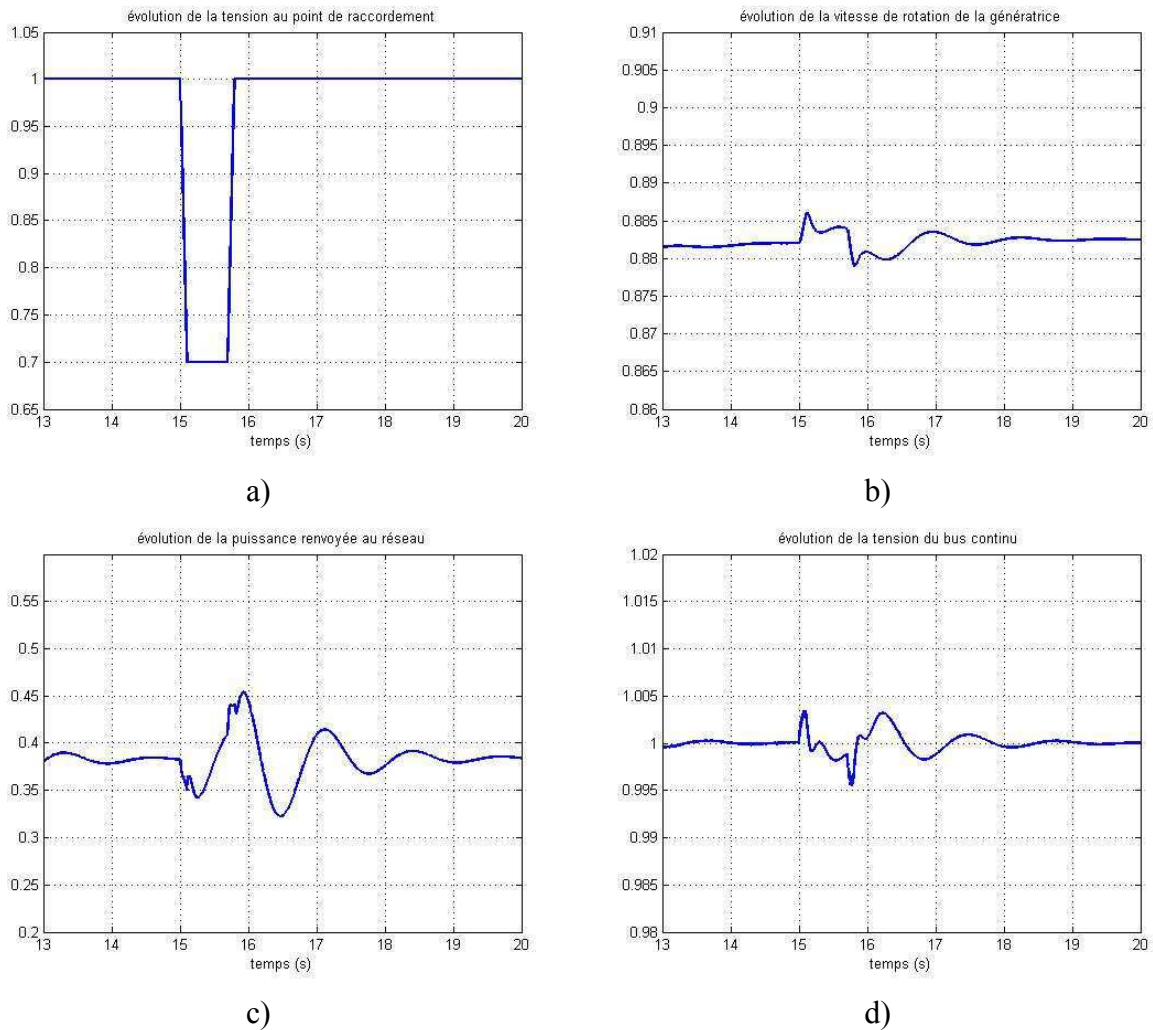 évolution de la tension au point de raccordement
1.05
1
0.95
0.9
0.85
0.8
0.75
0.7
0.65
13 14 15 16 17 18 19 20
temps (s)
a)
évolution de la vitesse de rotation de la génératrice
0.91
0.905
0.9
0.895
0.89
0.885
0.88
0.875
0.87
0.865
0.86
13 14 15 16 17 18 19 20
temps (s)
b)
évolution de la puissance renvoyée au réseau
0.55
0.5
0.45
0.4
0.35
0.3
0.25
0.2
13 14 15 16 17 18 19 20
temps (s)
c)
évolution de la tension du bus continu
1.02
1.015
1.01
1.005
1
0.995
0.99
0.985
0.98
13 14 15 16 17 18 19 20
temps (s)
d)